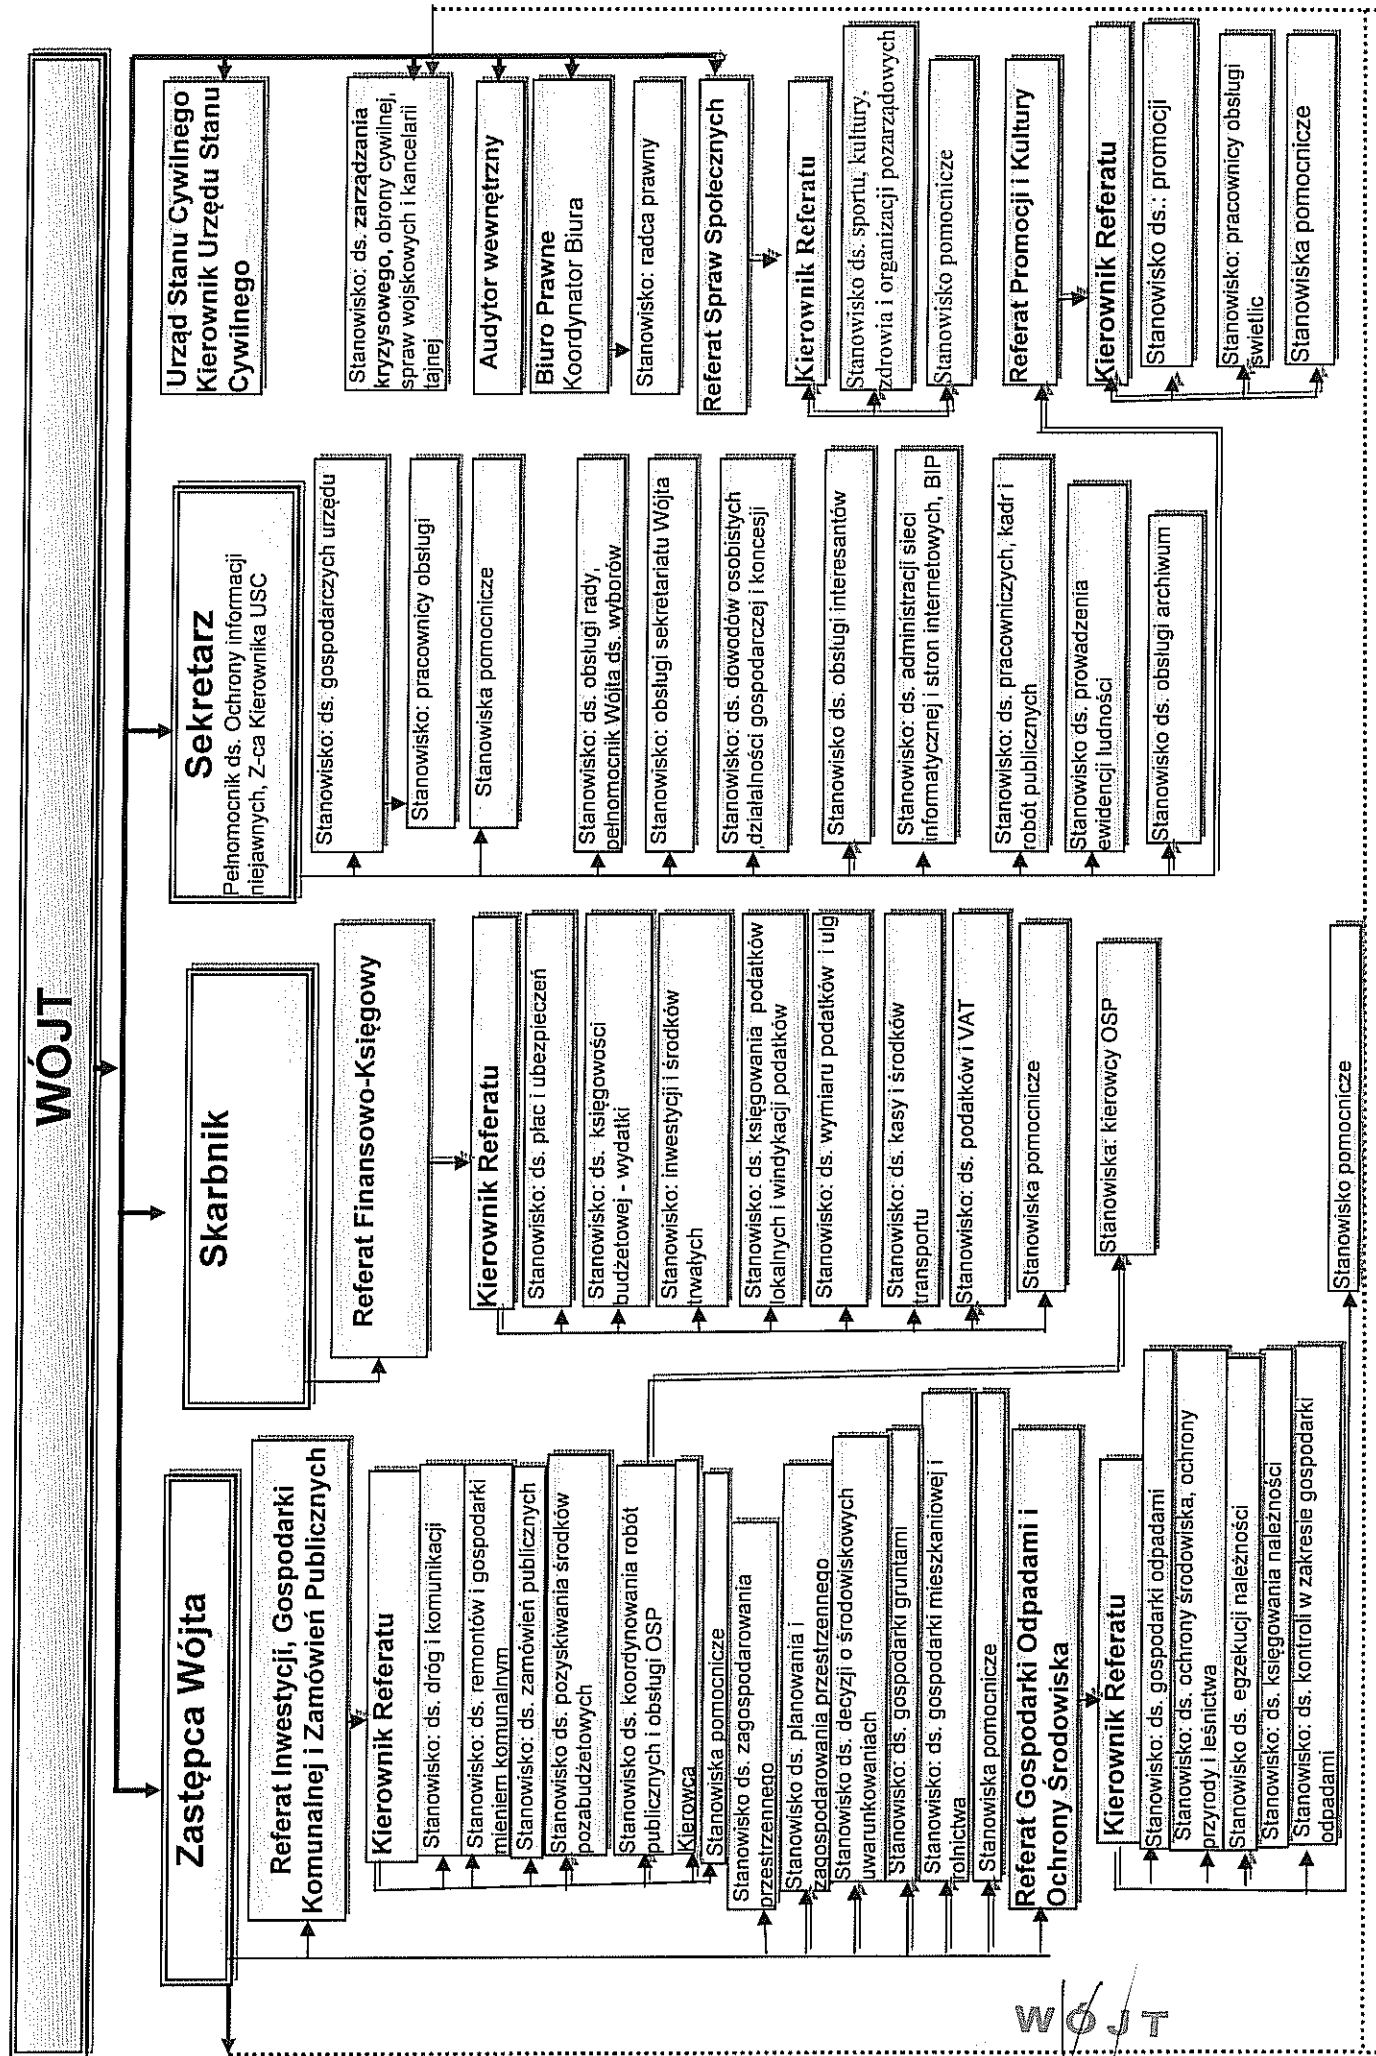 WÓJT
Zastępca Wójta
Referat Inwestycji, Gospodarki
Komunalnej i Zamówień Publicznych
Kierownik Referatu
Stanowisko: ds. dróg i komunikacji
Stanowisko: ds. remontów i gospodarki
mieniem komunalnym
Stanowisko: ds. zamówień publicznych
Stanowisko ds. pozyskiwania środków
pozabudżetowych
Stanowisko ds. koordynowania robót
publicznych i obsługi OSP
Kierowca
Stanowiska pomocnicze
Stanowisko ds. zagospodarowania
przestrzennego
Stanowisko ds. planowania i
zagospodarowania przestrzennego
Stanowisko ds. decyzji o środowiskowych
uwarunkowaniach
Stanowisko: ds. gospodarki gruntami
Stanowisko: ds. gospodarki mieszkaniowej i
rolnictwa
Stanowiska pomocnicze
Referat Gospodarki Odpadami i
Ochrony Środowiska
Kierownik Referatu
Stanowisko: ds. gospodarki odpadami
Stanowisko: ds. ochrony środowiska, ochrony
przyrody i leśnictwa
Stanowisko ds. egzekucji należności
Stanowisko: ds. księgowania należności
Stanowisko: ds. kontroli w zakresie gospodarki
odpadami
Stanowisko pomocnicze
Skarbnik
Referat Finansowo-Księgowy
Kierownik Referatu
Stanowisko: ds. płac i ubezpieczeń
Stanowisko: ds. księgowości
budżetowej - wydatki
Stanowisko: inwestycji i środków
trwałych
Stanowisko: ds. księgowania podatków
lokalnych i windykacji podatków
Stanowisko: ds. wymiaru podatków i ulg
Stanowisko: ds. kasy i środków
transportu
Stanowisko: ds. podatków i VAT
Stanowiska pomocnicze
Stanowiska: kierowcy OSP
Sekretarz
Pełnomocnik ds. Ochrony informacji
niejawnych, Z-ca Kierownika USC
Stanowisko: ds. gospodarczych urzędu
Stanowisko: pracownicy obsługi
Stanowiska pomocnicze
Stanowisko: ds. obsługi rady,
pełnomocnik Wójta ds. wyborów
Stanowisko: obsługi sekretariatu Wójta
Stanowisko: ds. dowodów osobistych
,działalności gospodarczej i koncesji
Stanowisko ds. obsługi interesantów
Stanowisko: ds. administracji sieci
informatycznej i stron internetowych, BIP
Stanowisko: ds. pracowniczych, kadr i
robót publicznych
Stanowisko ds. prowadzenia
ewidencji ludności
Stanowisko ds. obsługi archiwum
Urząd Stanu Cywilnego
Kierownik Urzędu Stanu
Cywilnego
Stanowisko: ds. zarządzania
kryzysowego, obrony cywilnej,
spraw wojskowych i kancelarii
tajnej
Audytor wewnętrzny
Biuro Prawne
Koordynator Biura
Stanowisko: radca prawny
Referat Spraw Społecznych
Kierownik Referatu
Stanowisko ds. sportu, kultury,
zdrowia i organizacji pozarządowych
Stanowisko pomocnicze
Referat Promocji i Kultury
Kierownik Referatu
Stanowisko ds.: promocji
Stanowisko: pracownicy obsługi
świetlic
Stanowiska pomocnicze
WÓJT